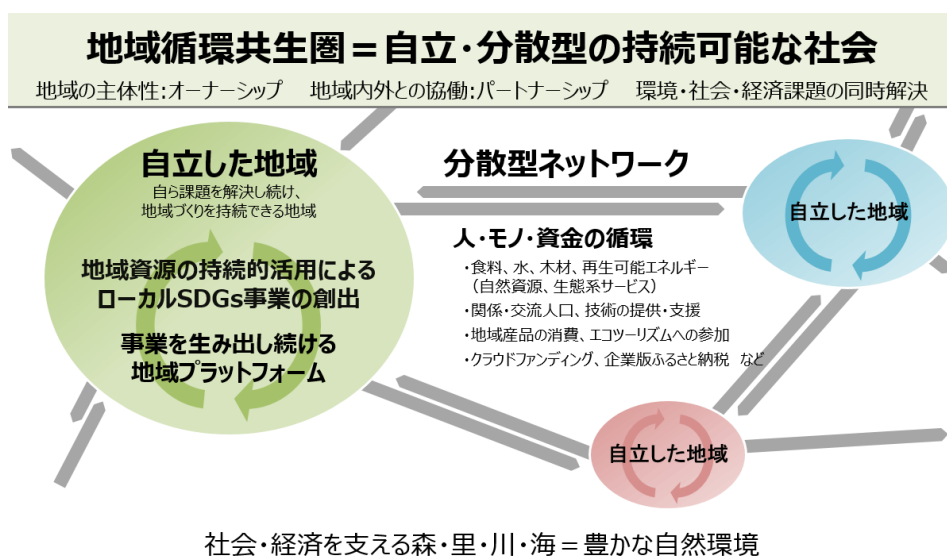 地域循環共生圏＝自立・分散型の持続可能な社会
地域の主体性:オーナーシップ　地域内外との協働:パートナーシップ　環境・社会・経済課題の同時解決
自立した地域
自ら課題を解決し続け、
地域づくりを持続できる地域
地域資源の持続的活用による
ローカルSDGs事業の創出
事業を生み出し続ける
地域プラットフォーム
分散型ネットワーク
自立した地域
人・モノ・資金の循環
・食料、水、木材、再生可能エネルギー
（自然資源、生態系サービス）
・関係・交流人口、技術の提供・支援
・地域産品の消費、エコツーリズムへの参加
・クラウドファンディング、企業版ふるさと納税 など
自立した地域
社会・経済を支える森・里・川・海＝豊かな自然環境